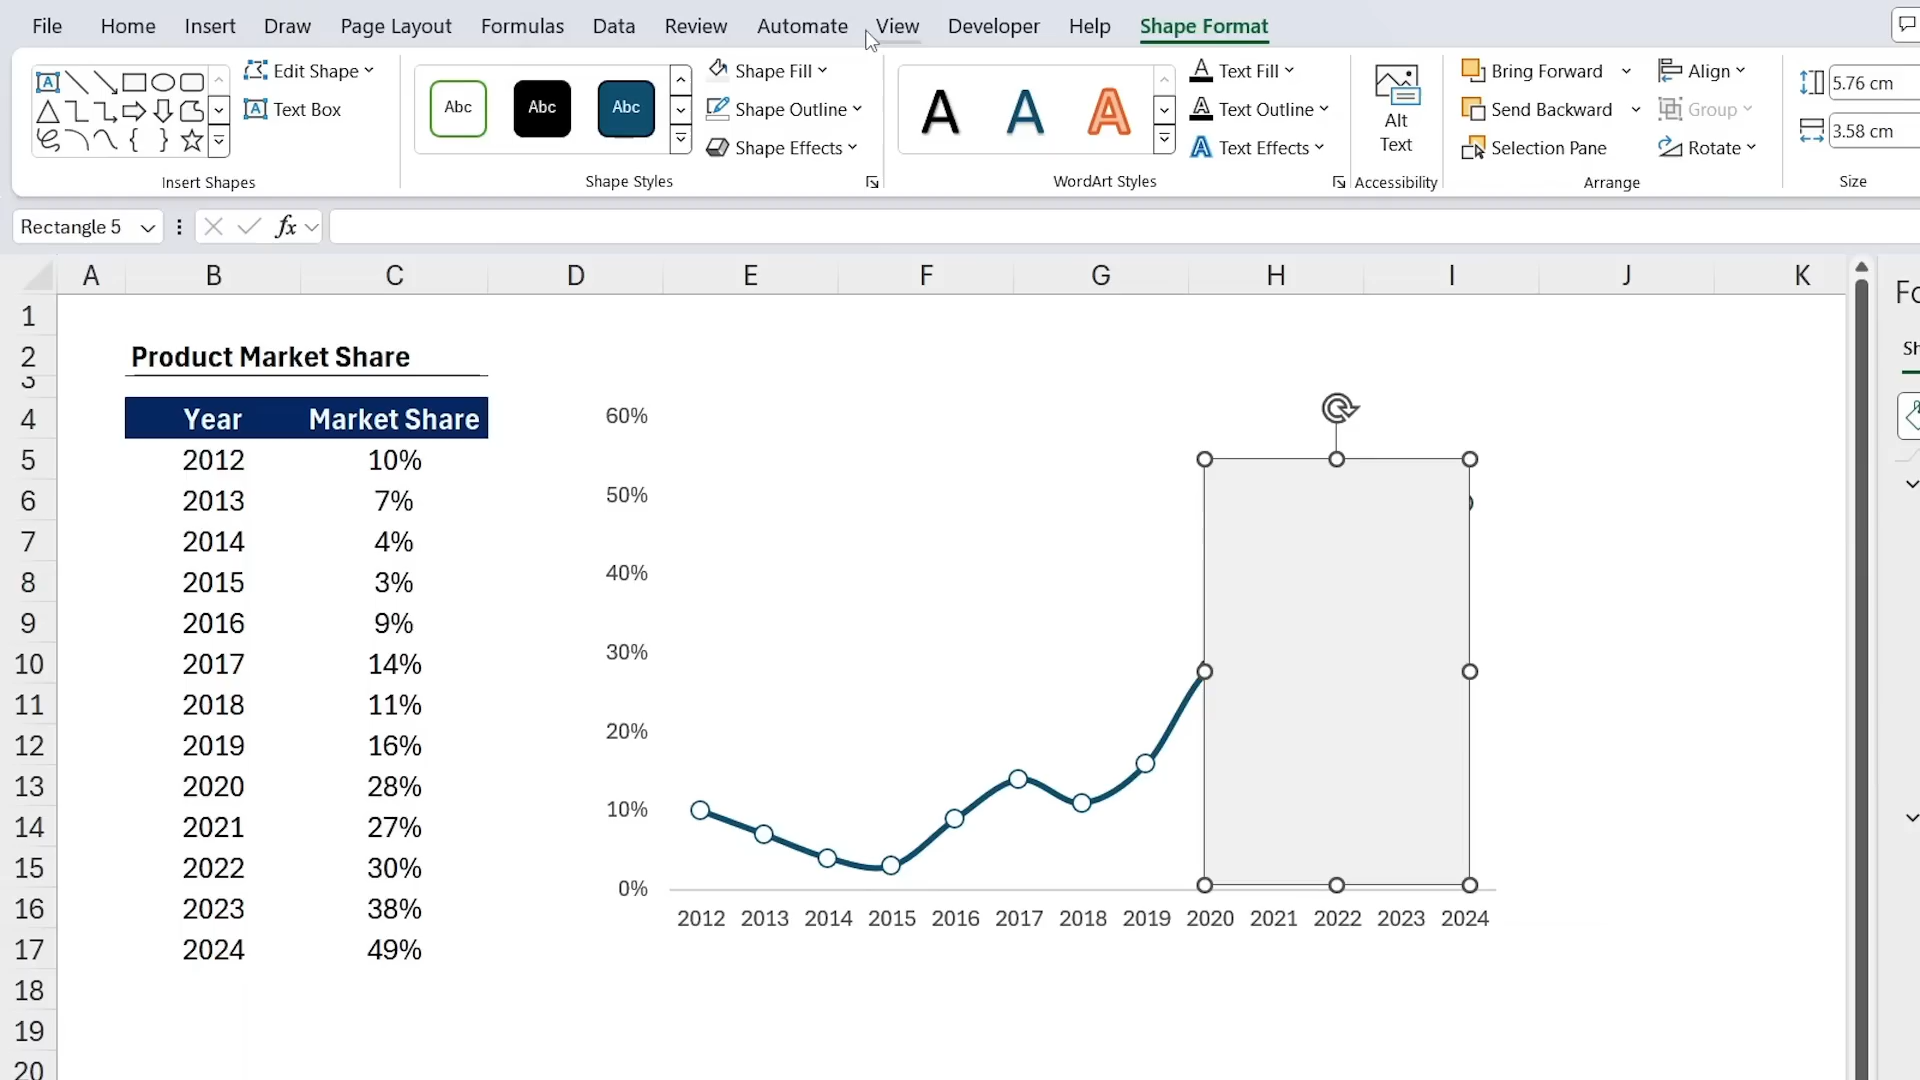 File Home Insert Draw Page Layout Formulas Data Review Automate View Developer Help Shape Format
Edit Shape
Text Box
Insert Shapes
Abc Abc Abc
Shape Fill
Shape Outline
Shape Effects
Shape Styles
A A A
Text Fill
Text Outline
Text Effects
WordArt Styles
Alt
Text
Accessibility
Bring Forward
Send Backward
Selection Pane
Align
Group
Rotate
Arrange
5.76 cm
3.58 cm
Size
Rectangle 5
fx
A B C D E F G H I J K
1
2 Product Market Share
3
4 Year Market Share
5 2012 10%
6 2013 7%
7 2014 4%
8 2015 3%
9 2016 9%
10 2017 14%
11 2018 11%
12 2019 16%
13 2020 28%
14 2021 27%
15 2022 30%
16 2023 38%
17 2024 49%
18
19
20
60%
50%
40%
30%
20%
10%
0%
2012 2013 2014 2015 2016 2017 2018 2019 2020 2021 2022 2023 2024